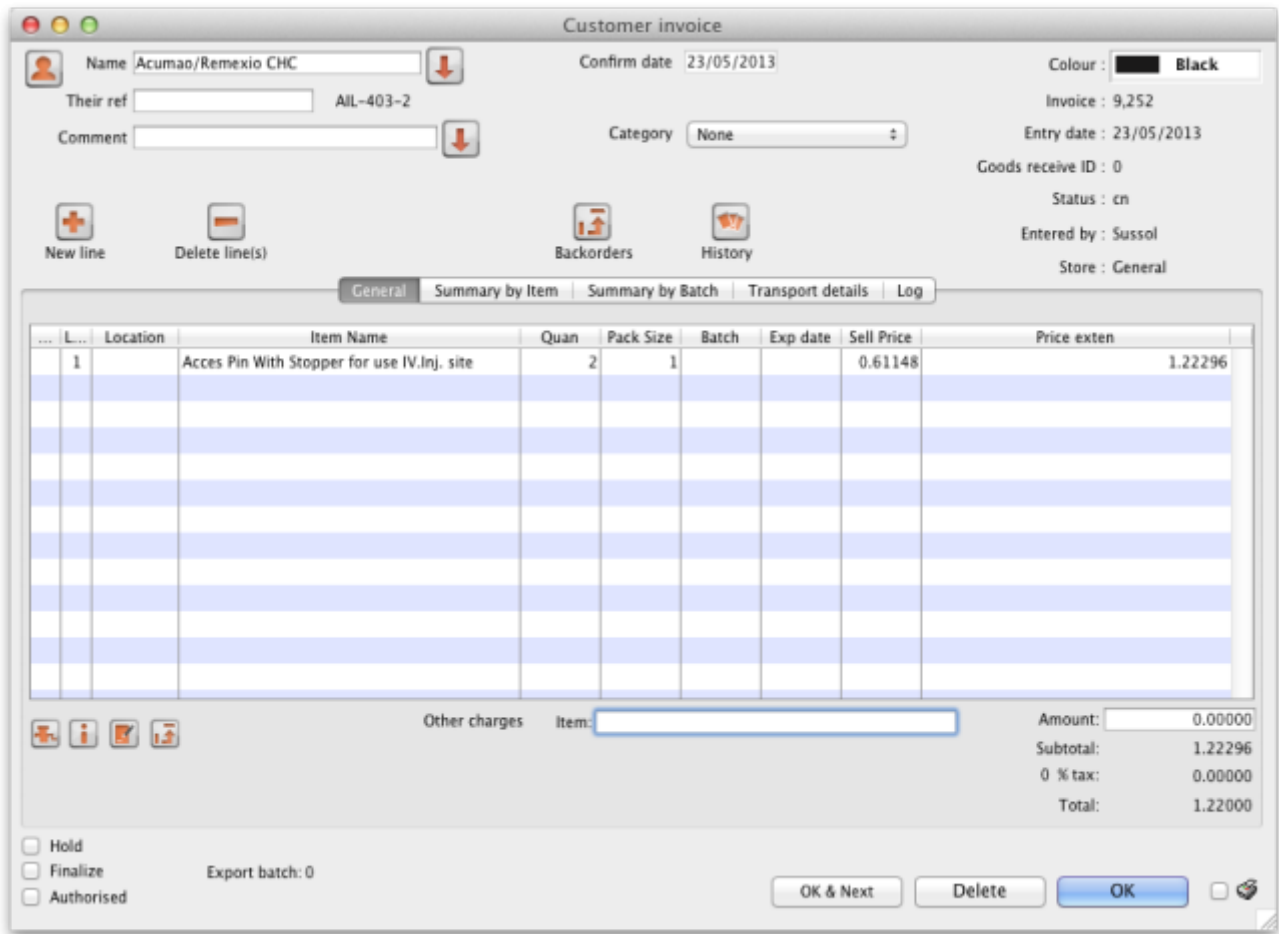 Customer invoice
Name Acumao/Remexio CHC Confirm date 23/05/2013 Colour : Black
Their ref AIL-403-2 Invoice : 9,252
Comment Category None Entry date : 23/05/2013
Goods receive ID : 0
Status : cn
New line Delete line(s) Backorders History Entered by : Sussol
Store : General
General Summary by Item Summary by Batch Transport details Log
... L... Location Item Name Quan Pack Size Batch Exp date Sell Price Price exten
1 Acces Pin With Stopper for use IV.Inj. site 2 1 0.61148 1.22296
Other charges Item: Amount: 0.00000
Subtotal: 1.22296
0 % tax: 0.00000
Total: 1.22000
Hold
Finalize Export batch: 0
Authorised
OK & Next Delete OK